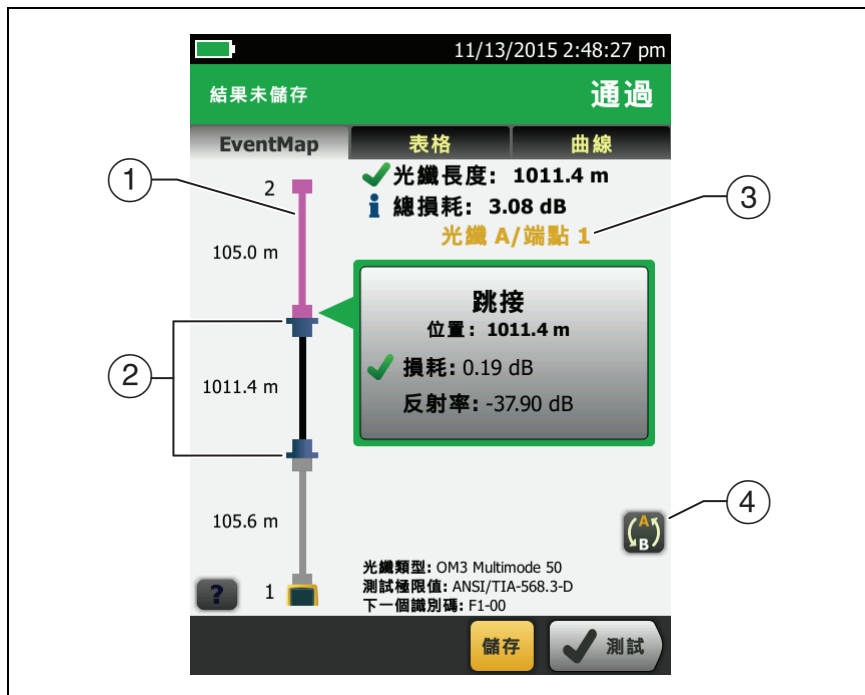 11/13/2015 2:48:27 pm
結果未儲存 通過
EventMap 表格 曲線
1
2
光纖長度: 1011.4 m
i 總損耗: 3.08 dB
3
光纖 A/端點 1
105.0 m
跳接
位置: 1011.4 m
2
損耗: 0.19 dB
1011.4 m
反射率: -37.90 dB
105.6 m
A
B
4
光纖類型: OM3 Multimode 50
測試極限值: ANSI/TIA-568.3-D
? 1
下一個識別碼: F1-00
儲存 測試